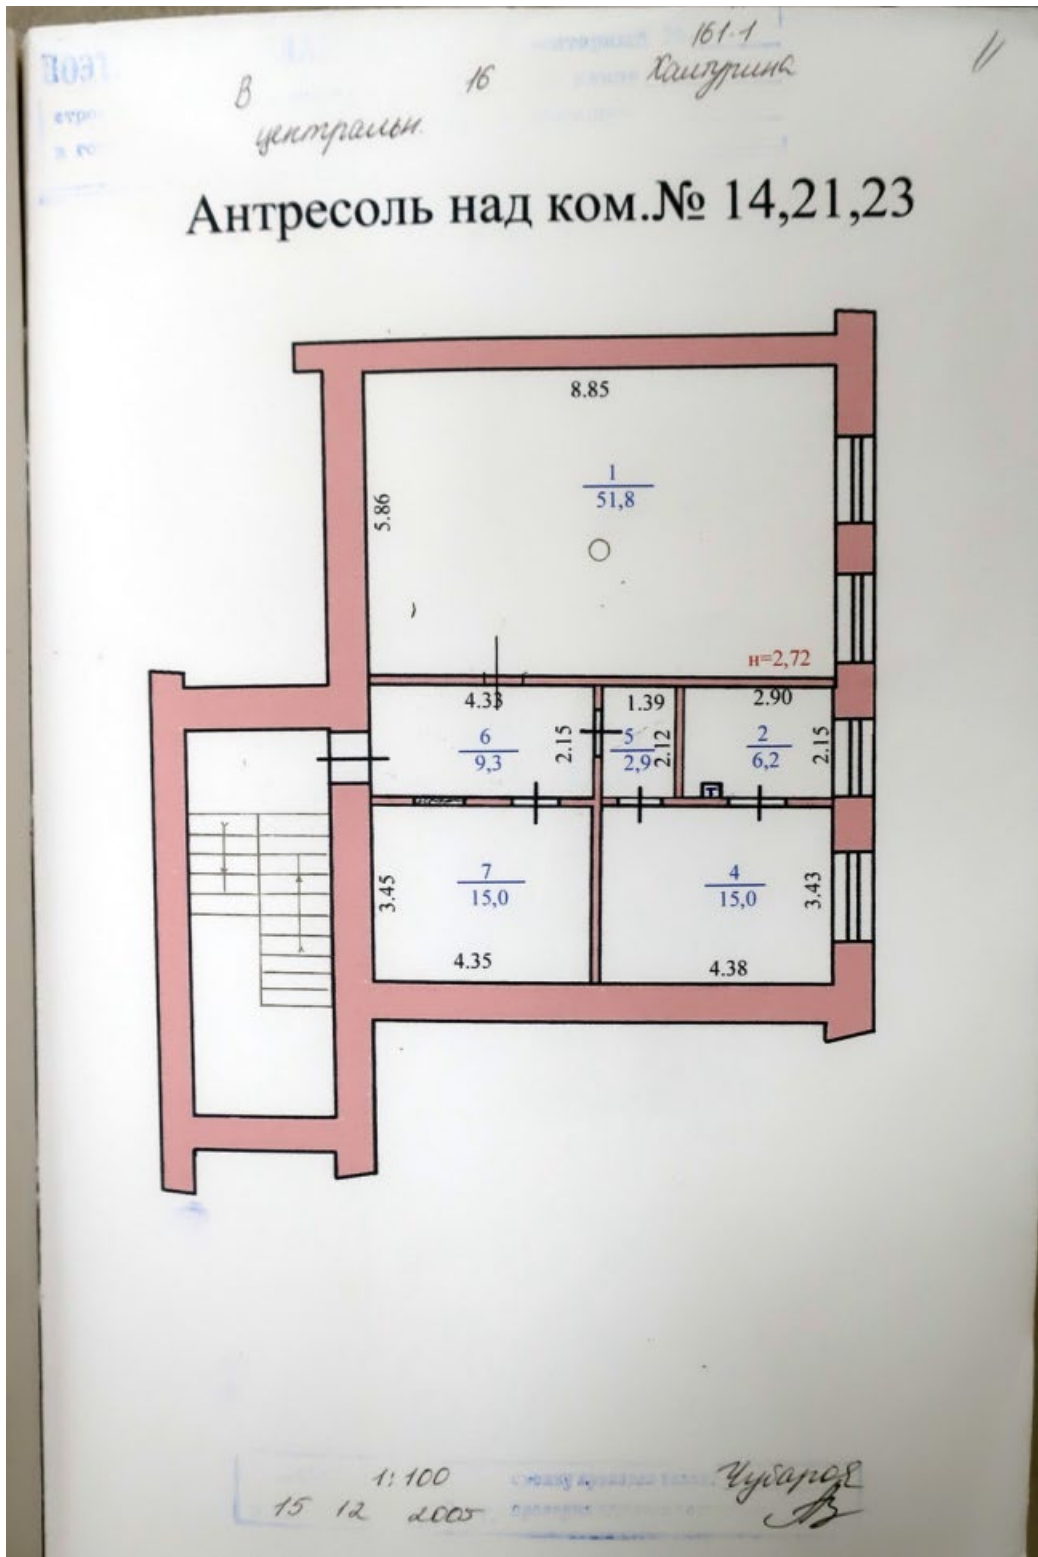 161-1
В 16 Халтурина
центральн.
Антресоль над ком.№ 14,21,23
8.85
1
51,8
5.86
н=2,72
4.33 1.39 2.90
6 2.15 5 2.12 2 2.15
9,3 2,9 6,2
Т
7 4
3.45 15,0 15,0 3.43
4.35 4.38
1:100
15 12 2005